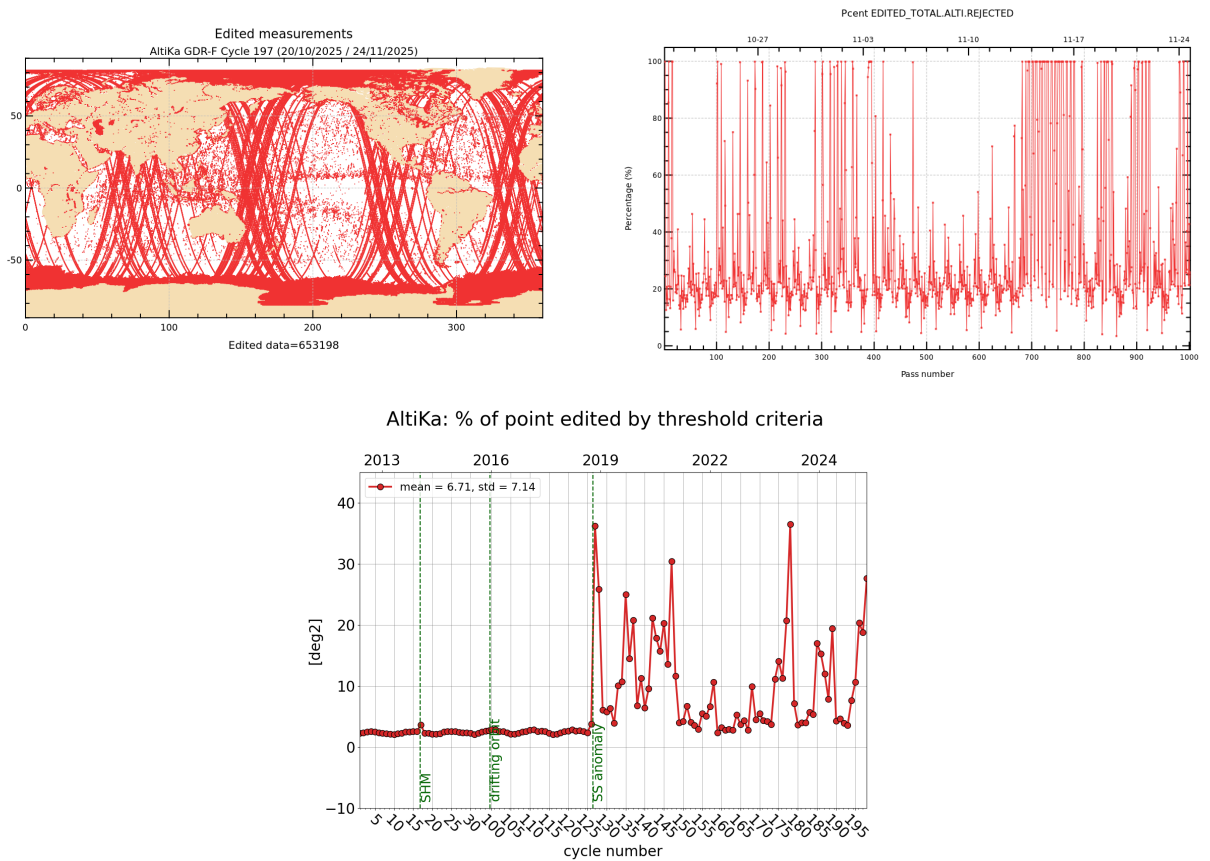 Edited measurements
AltiKa GDR-F Cycle 197 (20/10/2025 / 24/11/2025)
50
0
−50
0 100 200 300
Edited data=653198
Pcent EDITED_TOTAL.ALTI.REJECTED
10-27 11-03 11-10 11-17 11-24
Percentage (%)
100
80
60
40
20
0
100 200 300 400 500 600 700 800 900 1000
Pass number
AltiKa: % of point edited by threshold criteria
2013 2016 2019 2022 2024
mean = 6.71, std = 7.14
[deg2]
40
30
20
10
0
−10
SHM
drifting orbit
SS anomaly
5 10 15 20 25 30 100 105 110 115 120 125 130 135 140 145 150 155 160 165 170 175 180 185 190 195
cycle number